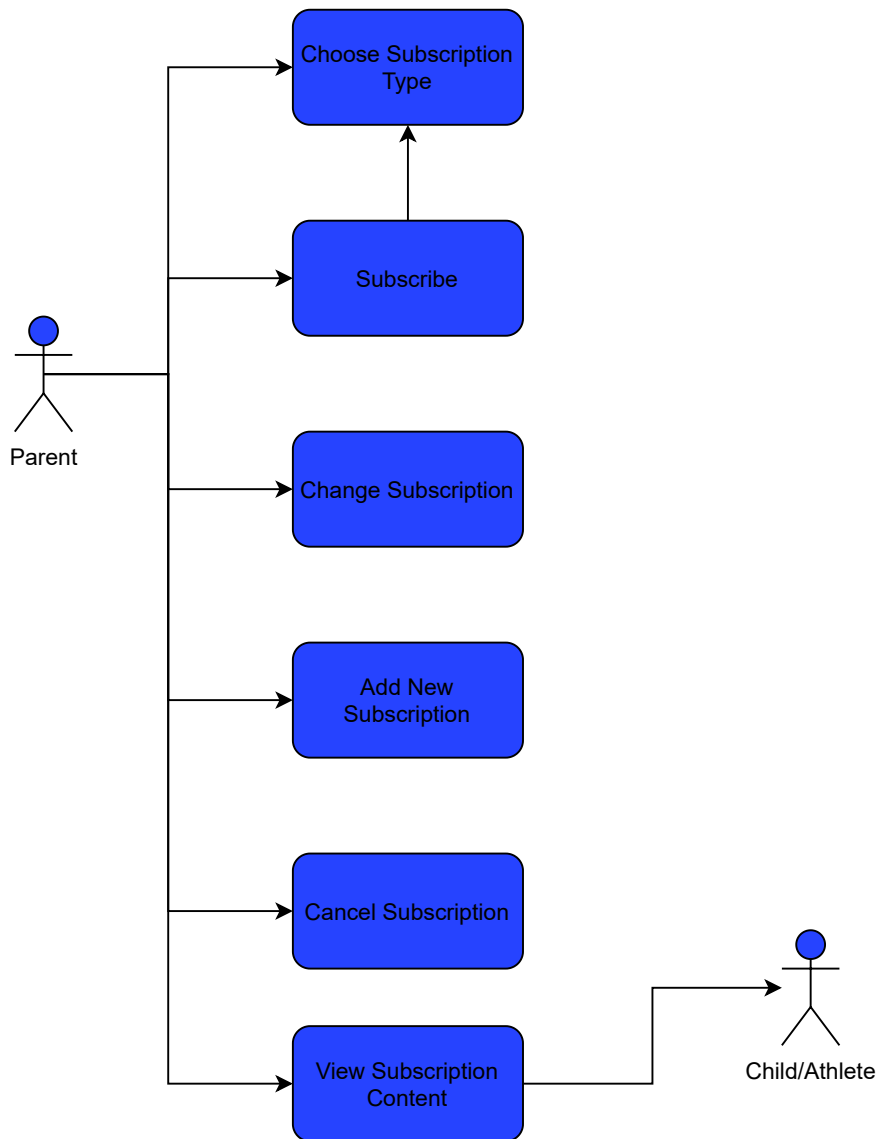 Choose Subscription
Type
Subscribe
Parent
Change Subscription
Add New
Subscription
Cancel Subscription
View Subscription
Content
Child/Athlete